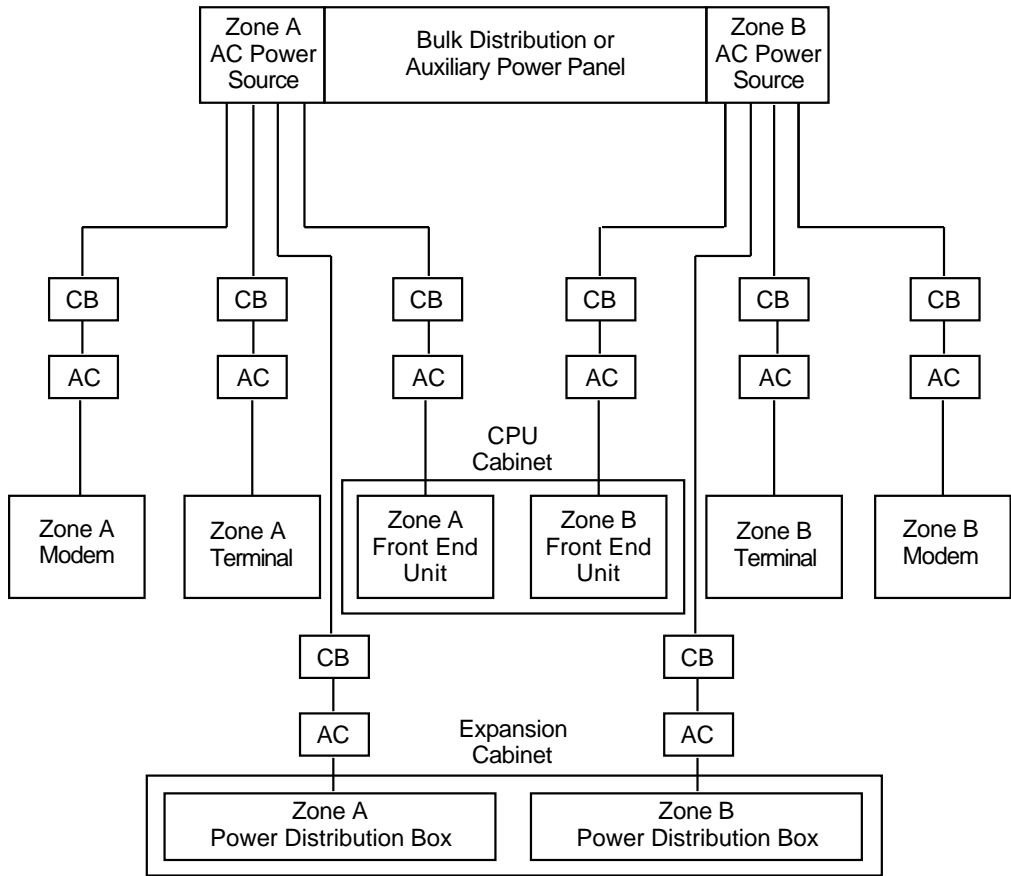 Zone A
AC Power
Source
Bulk Distribution or
Auxiliary Power Panel
Zone B
AC Power
Source
CB
CB
CB
CB
CB
CB
AC
AC
AC
AC
AC
AC
CPU
Cabinet
Zone A
Modem
Zone A
Terminal
Zone A
Front End
Unit
Zone B
Front End
Unit
Zone B
Terminal
Zone B
Modem
CB
CB
AC
AC
Expansion
Cabinet
Zone A
Power Distribution Box
Zone B
Power Distribution Box